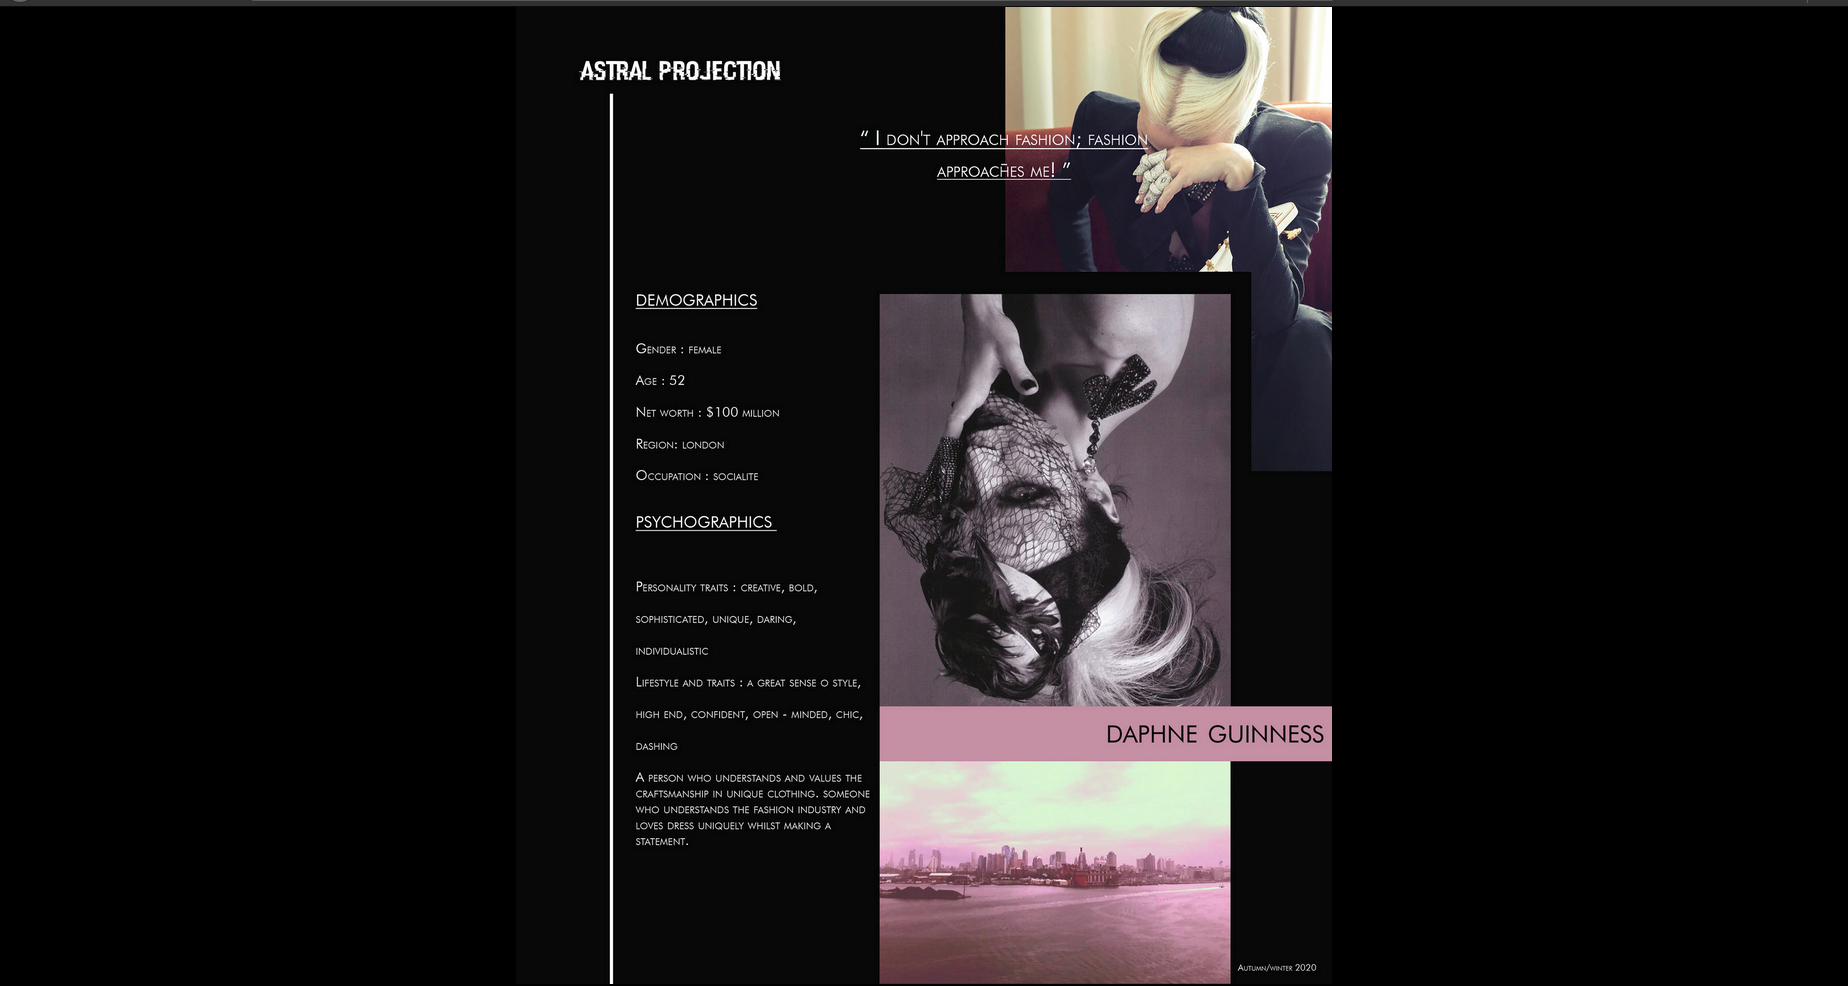 ASTRAL PROJECTION
“ I DON'T APPROACH FASHION; FASHION
APPROACHES ME! ”
DEMOGRAPHICS
GENDER : FEMALE
AGE : 52
NET WORTH : $100 MILLION
REGION: LONDON
OCCUPATION : SOCIALITE
PSYCHOGRAPHICS
PERSONALITY TRAITS : CREATIVE, BOLD,
SOPHISTICATED, UNIQUE, DARING,
INDIVIDUALISTIC
LIFESTYLE AND TRAITS : A GREAT SENSE O STYLE,
HIGH END, CONFIDENT, OPEN - MINDED, CHIC,
DASHING
A PERSON WHO UNDERSTANDS AND VALUES THE
CRAFTSMANSHIP IN UNIQUE CLOTHING. SOMEONE
WHO UNDERSTANDS THE FASHION INDUSTRY AND
LOVES DRESS UNIQUELY WHILST MAKING A
STATEMENT.
DAPHNE GUINNESS
AUTUMN/WINTER 2020